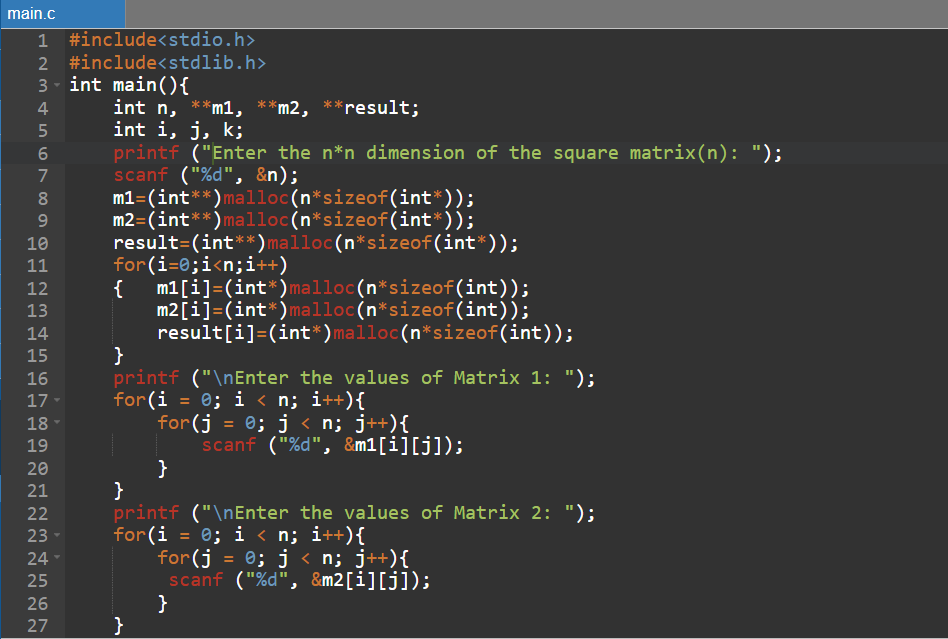 main.c
1 #include<stdio.h>
2 #include<stdlib.h>
3 int main(){
4     int n, **m1, **m2, **result;
5     int i, j, k;
6     printf ("Enter the n*n dimension of the square matrix(n): ");
7     scanf ("%d", &n);
8     m1=(int**)malloc(n*sizeof(int*));
9     m2=(int**)malloc(n*sizeof(int*));
10     result=(int**)malloc(n*sizeof(int*));
11     for(i=0;i<n;i++)
12     {   m1[i]=(int*)malloc(n*sizeof(int));
13         m2[i]=(int*)malloc(n*sizeof(int));
14         result[i]=(int*)malloc(n*sizeof(int));
15     }
16     printf ("\nEnter the values of Matrix 1: ");
17     for(i = 0; i < n; i++){
18         for(j = 0; j < n; j++){
19             scanf ("%d", &m1[i][j]);
20         }
21     }
22     printf ("\nEnter the values of Matrix 2: ");
23     for(i = 0; i < n; i++){
24         for(j = 0; j < n; j++){
25          scanf ("%d", &m2[i][j]);
26         }
27     }